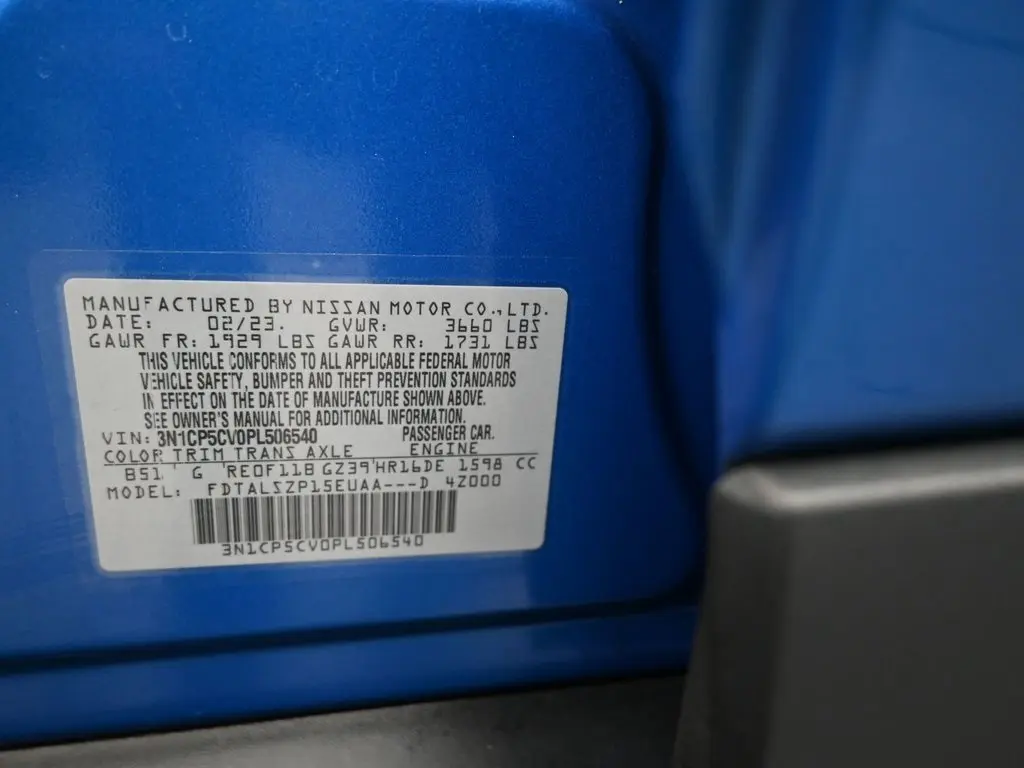 MANUFACTURED BY NISSAN MOTOR CO.,LTD.
DATE: 02/23. GVWR: 3660 LBS
GAWR FR: 1929 LBS GAWR RR: 1731 LBS
THIS VEHICLE CONFORMS TO ALL APPLICABLE FEDERAL MOTOR
VEHICLE SAFETY, BUMPER AND THEFT PREVENTION STANDARDS
IN EFFECT ON THE DATE OF MANUFACTURE SHOWN ABOVE.
SEE OWNER'S MANUAL FOR ADDITIONAL INFORMATION.
VIN: 3N1CP5CV0PL506540 PASSENGER CAR.
COLOR TRIM TRANS AXLE ENGINE
B51 G RE0F11B GZ39 HR16DE 1598 CC
MODEL: FDTALSZP15EUAA---D 4Z000
3N1CP5CV0PL506540